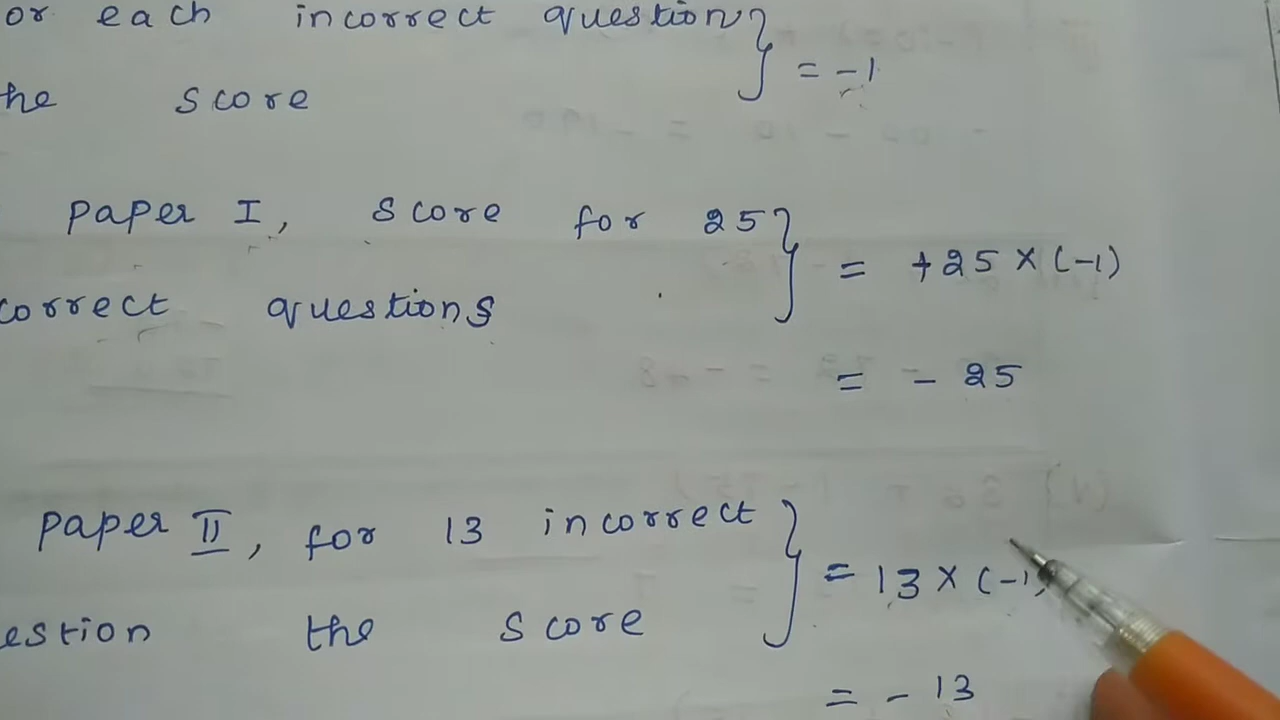 or each incorrect question
he score } = -1
paper I, score for 25
correct questions } = +25 × (-1)
= - 25
paper II, for 13 incorrect
estion the score } = 13 × (-1)
= - 13